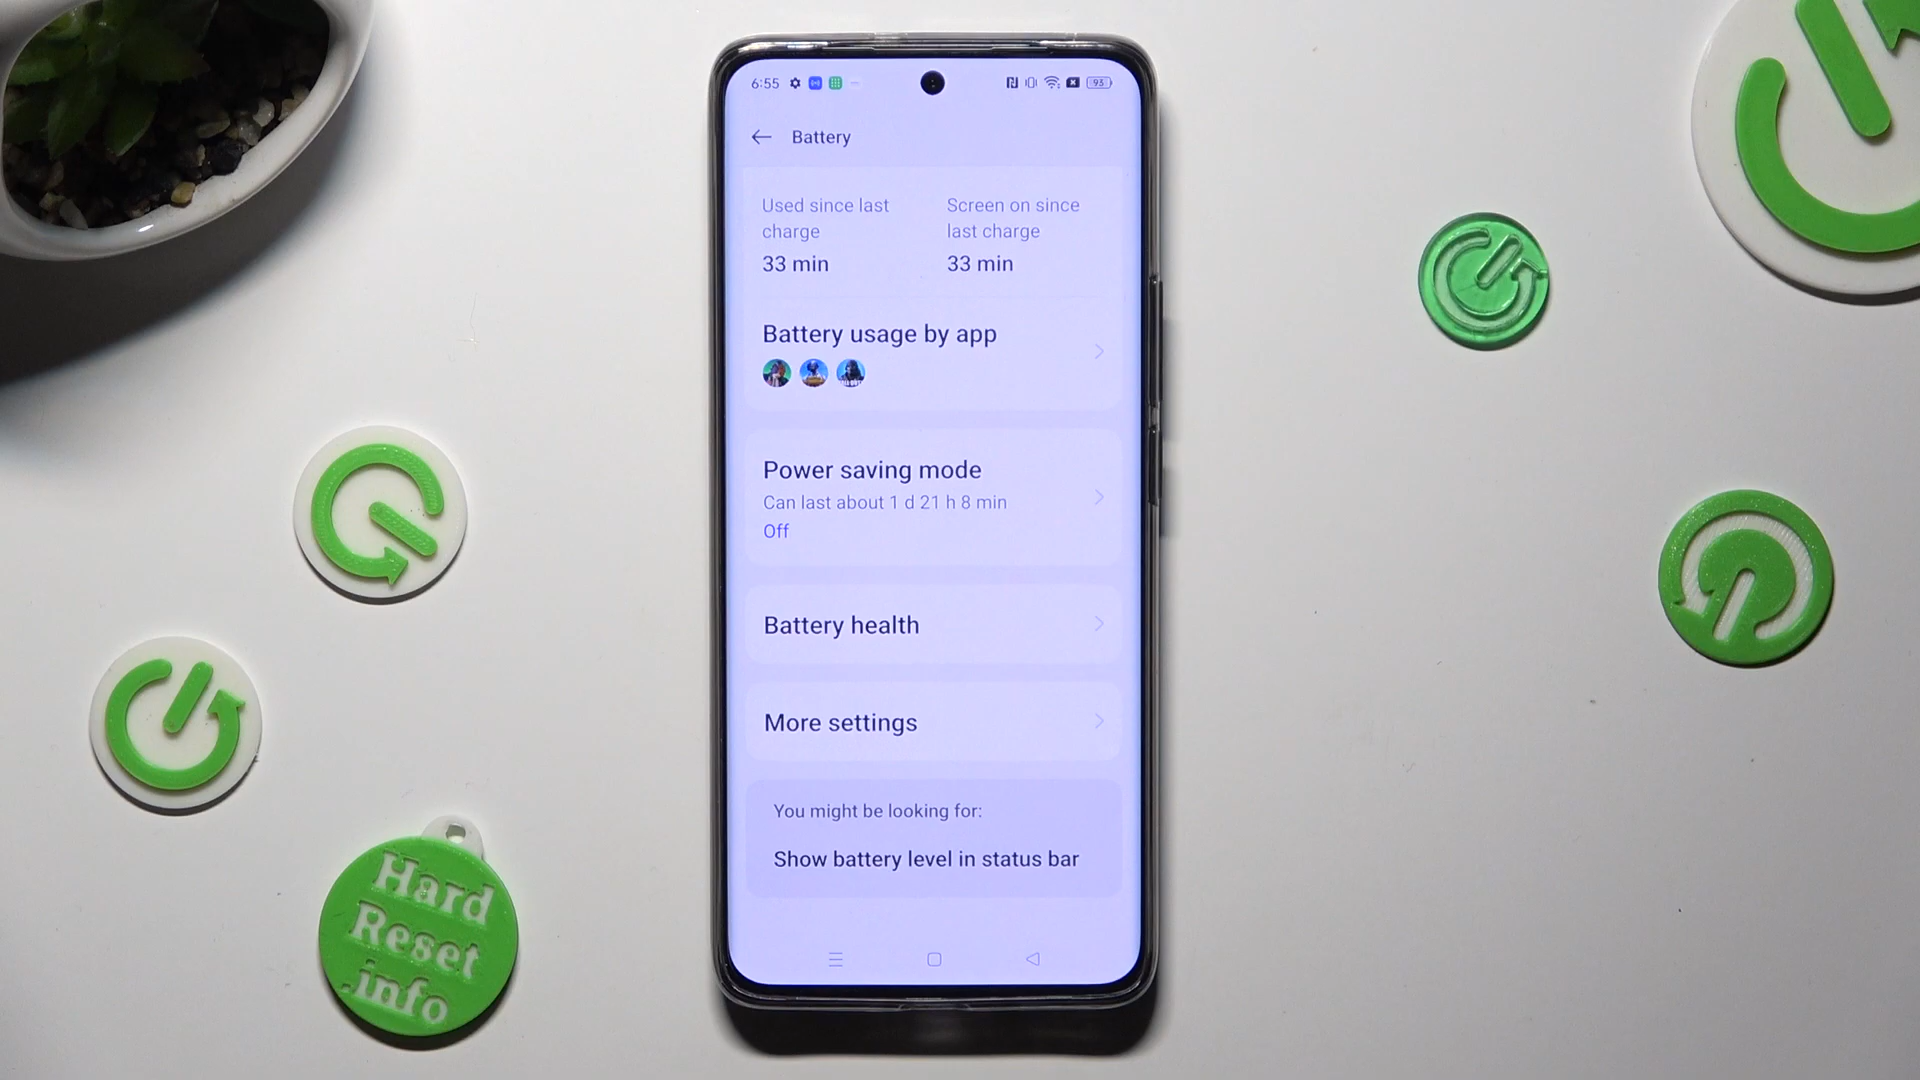 6:55
93
Battery
Used since last
charge
33 min
Screen on since
last charge
33 min
Battery usage by app
Power saving mode
Can last about 1 d 21 h 8 min
Off
Battery health
More settings
You might be looking for:
Show battery level in status bar
Hard
Reset
.info